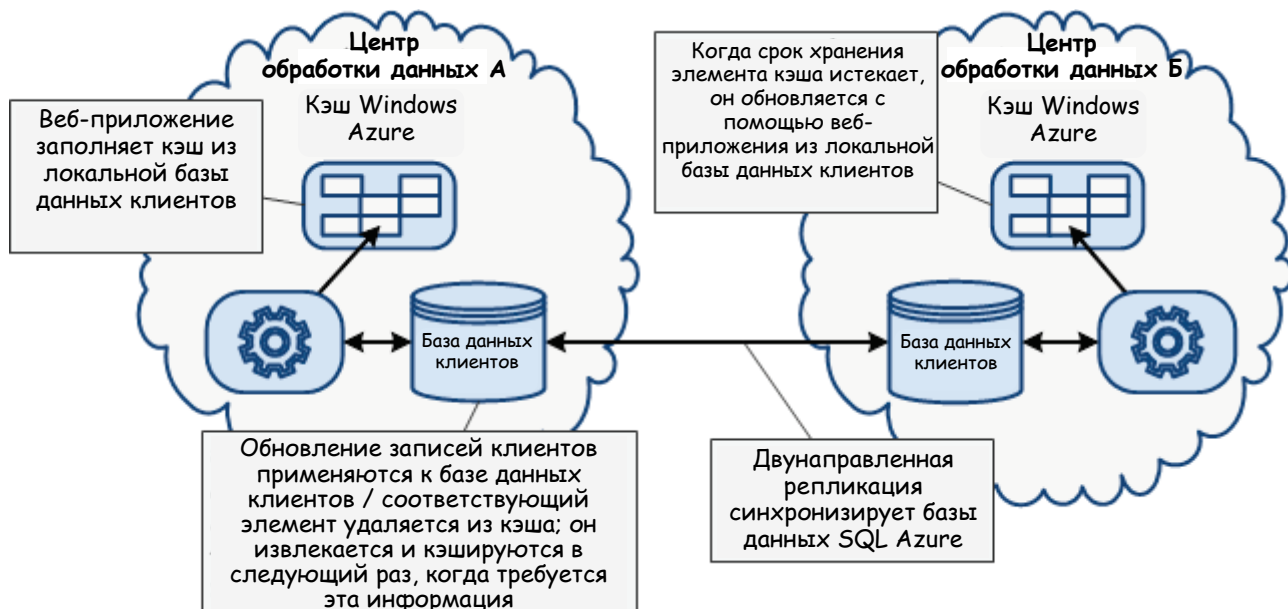 Центр
обработки данных А
Кэш Windows
Azure
Веб-приложение
заполняет кэш из
локальной базы
данных клиентов
База данных
клиентов
Обновление записей клиентов
применяются к базе данных
клиентов / соответствующий
элемент удаляется из кэша; он
извлекается и кэшируются в
следующий раз, когда требуется
эта информация
Когда срок хранения
элемента кэша истекает,
он обновляется с
помощью веб-
приложения из локальной
базы данных клиентов
Центр
обработки данных Б
Кэш Windows
Azure
База данных
клиентов
Двунаправленная
репликация
синхронизирует базы
данных SQL Azure